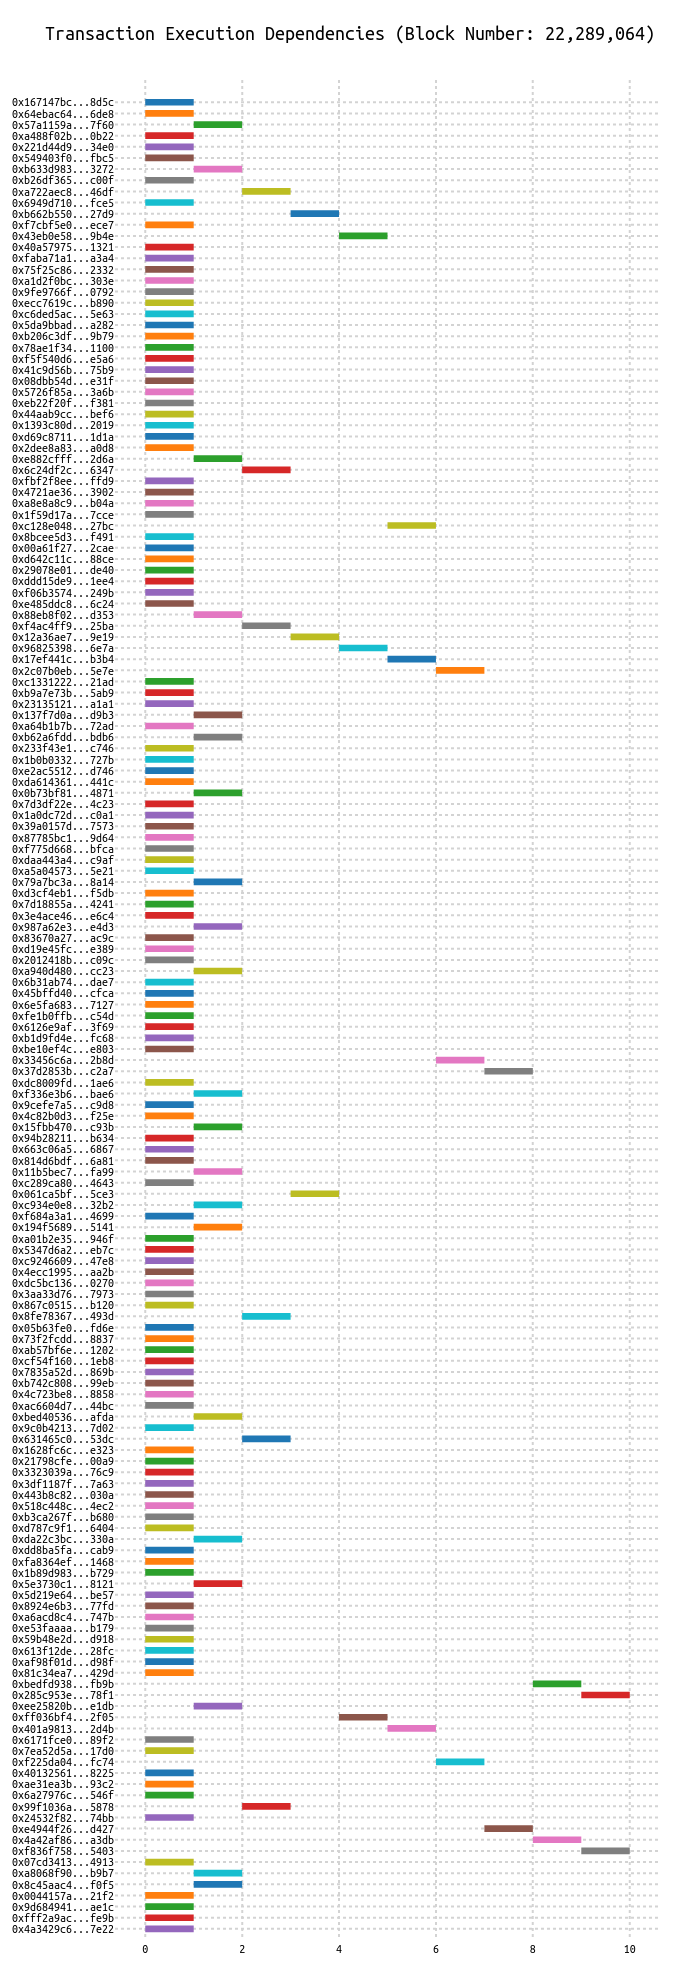 Transaction Execution Dependencies (Block Number: 22,289,064)
0x167147bc...8d5c
0x64ebac64...6de8
0x57a1159a...7f60
0xa488f02b...0b22
0x221d44d9...34e0
0x549403f0...fbc5
0xb633d983...3272
0xb26df365...c00f
0xa722aec8...46df
0x6949d710...fce5
0xb662b550...27d9
0xf7cbf5e0...ece7
0x43eb0e58...9b4e
0x40a57975...1321
0xfaba71a1...a3a4
0x75f25c86...2332
0xa1d2f0bc...303e
0x9fe9766f...0792
0xecc7619c...b890
0xc6ded5ac...5e63
0x5da9bbad...a282
0xb206c3df...9b79
0x78ae1f34...1100
0xf5f540d6...e5a6
0x41c9d56b...75b9
0x08dbb54d...e31f
0x5726f85a...3a6b
0xeb22f20f...f381
0x44aab9cc...bef6
0x1393c80d...2019
0xd69c8711...1d1a
0x2dee8a83...a0d8
0xe882cfff...2d6a
0x6c24df2c...6347
0xfbf2f8ee...ffd9
0x4721ae36...3902
0xa8e8a8c9...b04a
0x1f59d17a...7cce
0xc128e048...27bc
0x8bcee5d3...f491
0x00a61f27...2cae
0xd642c11c...88ce
0x29078e01...de40
0xddd15de9...1ee4
0xf06b3574...249b
0xe485ddc8...6c24
0x88eb8f02...d353
0xf4ac4ff9...25ba
0x12a36ae7...9e19
0x96825398...6e7a
0x17ef441c...b3b4
0x2c07b0eb...5e7e
0xc1331222...21ad
0xb9a7e73b...5ab9
0x23135121...a1a1
0x137f7d0a...d9b3
0xa64b1b7b...72ad
0xb62a6fdd...bdb6
0x233f43e1...c746
0x1b0b0332...727b
0xe2ac5512...d746
0xda614361...441c
0x0b73bf81...4871
0x7d3df22e...4c23
0x1a0dc72d...c0a1
0x39a0157d...7573
0x87785bc1...9d64
0xf775d668...bfca
0xdaa443a4...c9af
0xa5a04573...5e21
0x79a7bc3a...8a14
0xd3cf4eb1...f5db
0x7d18855a...4241
0x3e4ace46...e6c4
0x987a62e3...e4d3
0x83670a27...ac9c
0xd19e45fc...e389
0x2012418b...c09c
0xa940d480...cc23
0x6b31ab74...dae7
0x45bffd40...cfca
0x6e5fa683...7127
0xfe1b0ffb...c54d
0x6126e9af...3f69
0xb1d9fd4e...fc68
0xbe10ef4c...e803
0x33456c6a...2b8d
0x37d2853b...c2a7
0xdc8009fd...1ae6
0xf336e3b6...bae6
0x9cefe7a5...c9d8
0x4c82b0d3...f25e
0x15fbb470...c93b
0x94b28211...b634
0x663c06a5...6867
0x814d6bdf...6a81
0x11b5bec7...fa99
0xc289ca80...4643
0x061ca5bf...5ce3
0xc934e0e8...32b2
0xf684a3a1...4699
0x194f5689...5141
0xa01b2e35...946f
0x5347d6a2...eb7c
0xc9246609...47e8
0x4ecc1995...aa2b
0xdc5bc136...0270
0x3aa33d76...7973
0x867c0515...b120
0x8fe78367...493d
0x05b63fe0...fd6e
0x73f2fcdd...8837
0xab57bf6e...1202
0xcf54f160...1eb8
0x7835a52d...869b
0xb742c808...99eb
0x4c723be8...8858
0xac6604d7...44bc
0xbed40536...afda
0x9c0b4213...7d02
0x631465c0...53dc
0x1628fc6c...e323
0x21798cfe...00a9
0x3323039a...76c9
0x3df1187f...7a63
0x443b8c82...030a
0x518c448c...4ec2
0xb3ca267f...b680
0xd787c9f1...6404
0xda22c3bc...330a
0xdd8ba5fa...cab9
0xfa8364ef...1468
0x1b89d983...b729
0x5e3730c1...8121
0x5d219e64...be57
0x8924e6b3...77fd
0xa6acd8c4...747b
0xe53faaaa...b179
0x59b48e2d...d918
0x613f12de...28fc
0xaf98f01d...d98f
0x81c34ea7...429d
0xbedfd938...fb9b
0x285c953e...78f1
0xee25820b...e1db
0xff036bf4...2f05
0x401a9813...2d4b
0x6171fce0...89f2
0x7ea52d5a...17d0
0xf225da04...fc74
0x40132561...8225
0xae31ea3b...93c2
0x6a27976c...546f
0x99f1036a...5878
0x24532f82...74bb
0xe4944f26...d427
0x4a42af86...a3db
0xf836f758...5403
0x07cd3413...4913
0xa8068f90...b9b7
0x8c45aac4...f0f5
0x0044157a...21f2
0x9d684941...ae1c
0xfff2a9ac...fe9b
0x4a3429c6...7e22
0 2 4 6 8 10